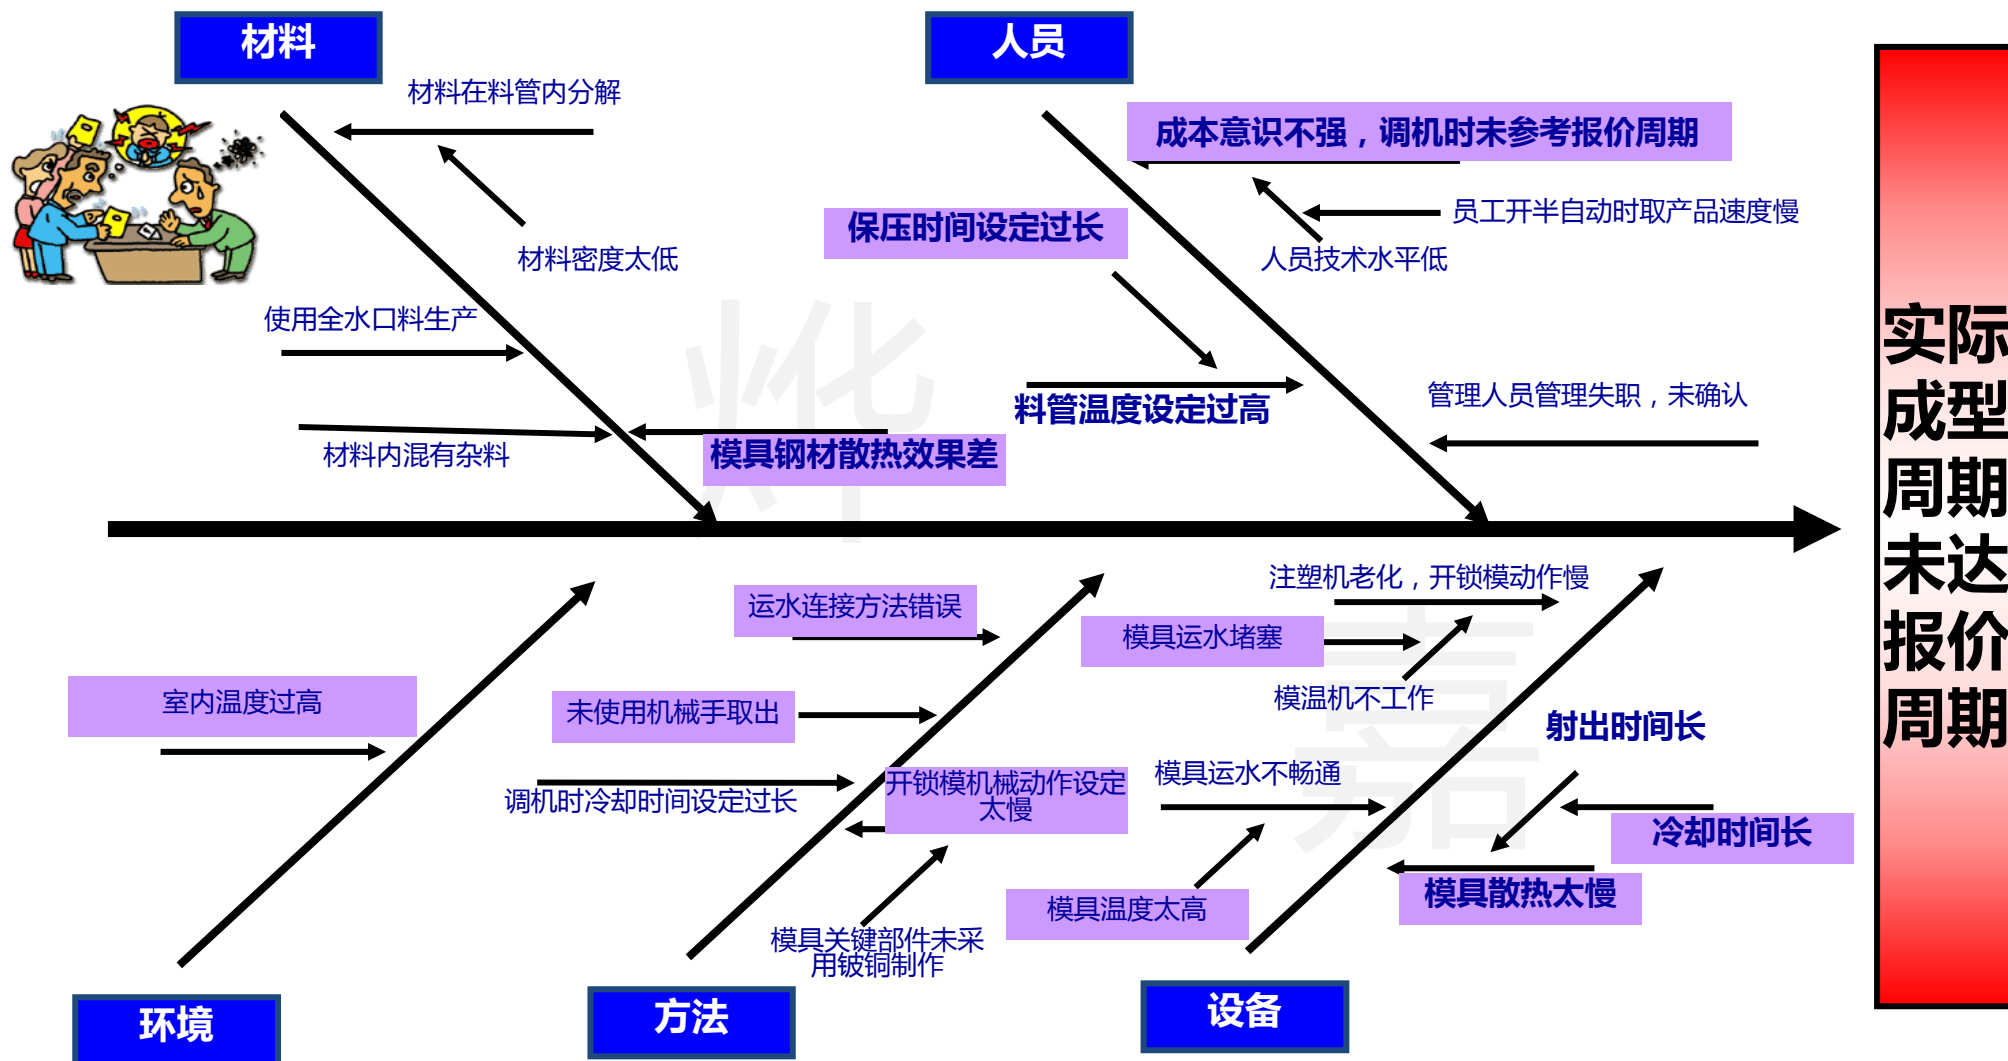 材料
人员
材料在料管内分解
成本意识不强，调机时未参考报价周期
保压时间设定过长
员工开半自动时取产品速度慢
材料密度太低
人员技术水平低
使用全水口料生产
料管温度设定过高
管理人员管理失职，未确认
材料内混有杂料
模具钢材散热效果差
烨
实际
成型
周期
未达
报价
周期
运水连接方法错误
注塑机老化，开锁模动作慢
模具运水堵塞
室内温度过高
未使用机械手取出
模温机不工作
射出时间长
调机时冷却时间设定过长
开锁模机械动作设定
太慢
模具运水不畅通
嘉
冷却时间长
模具散热太慢
模具温度太高
模具关键部件未采
用铍铜制作
环境
方法
设备